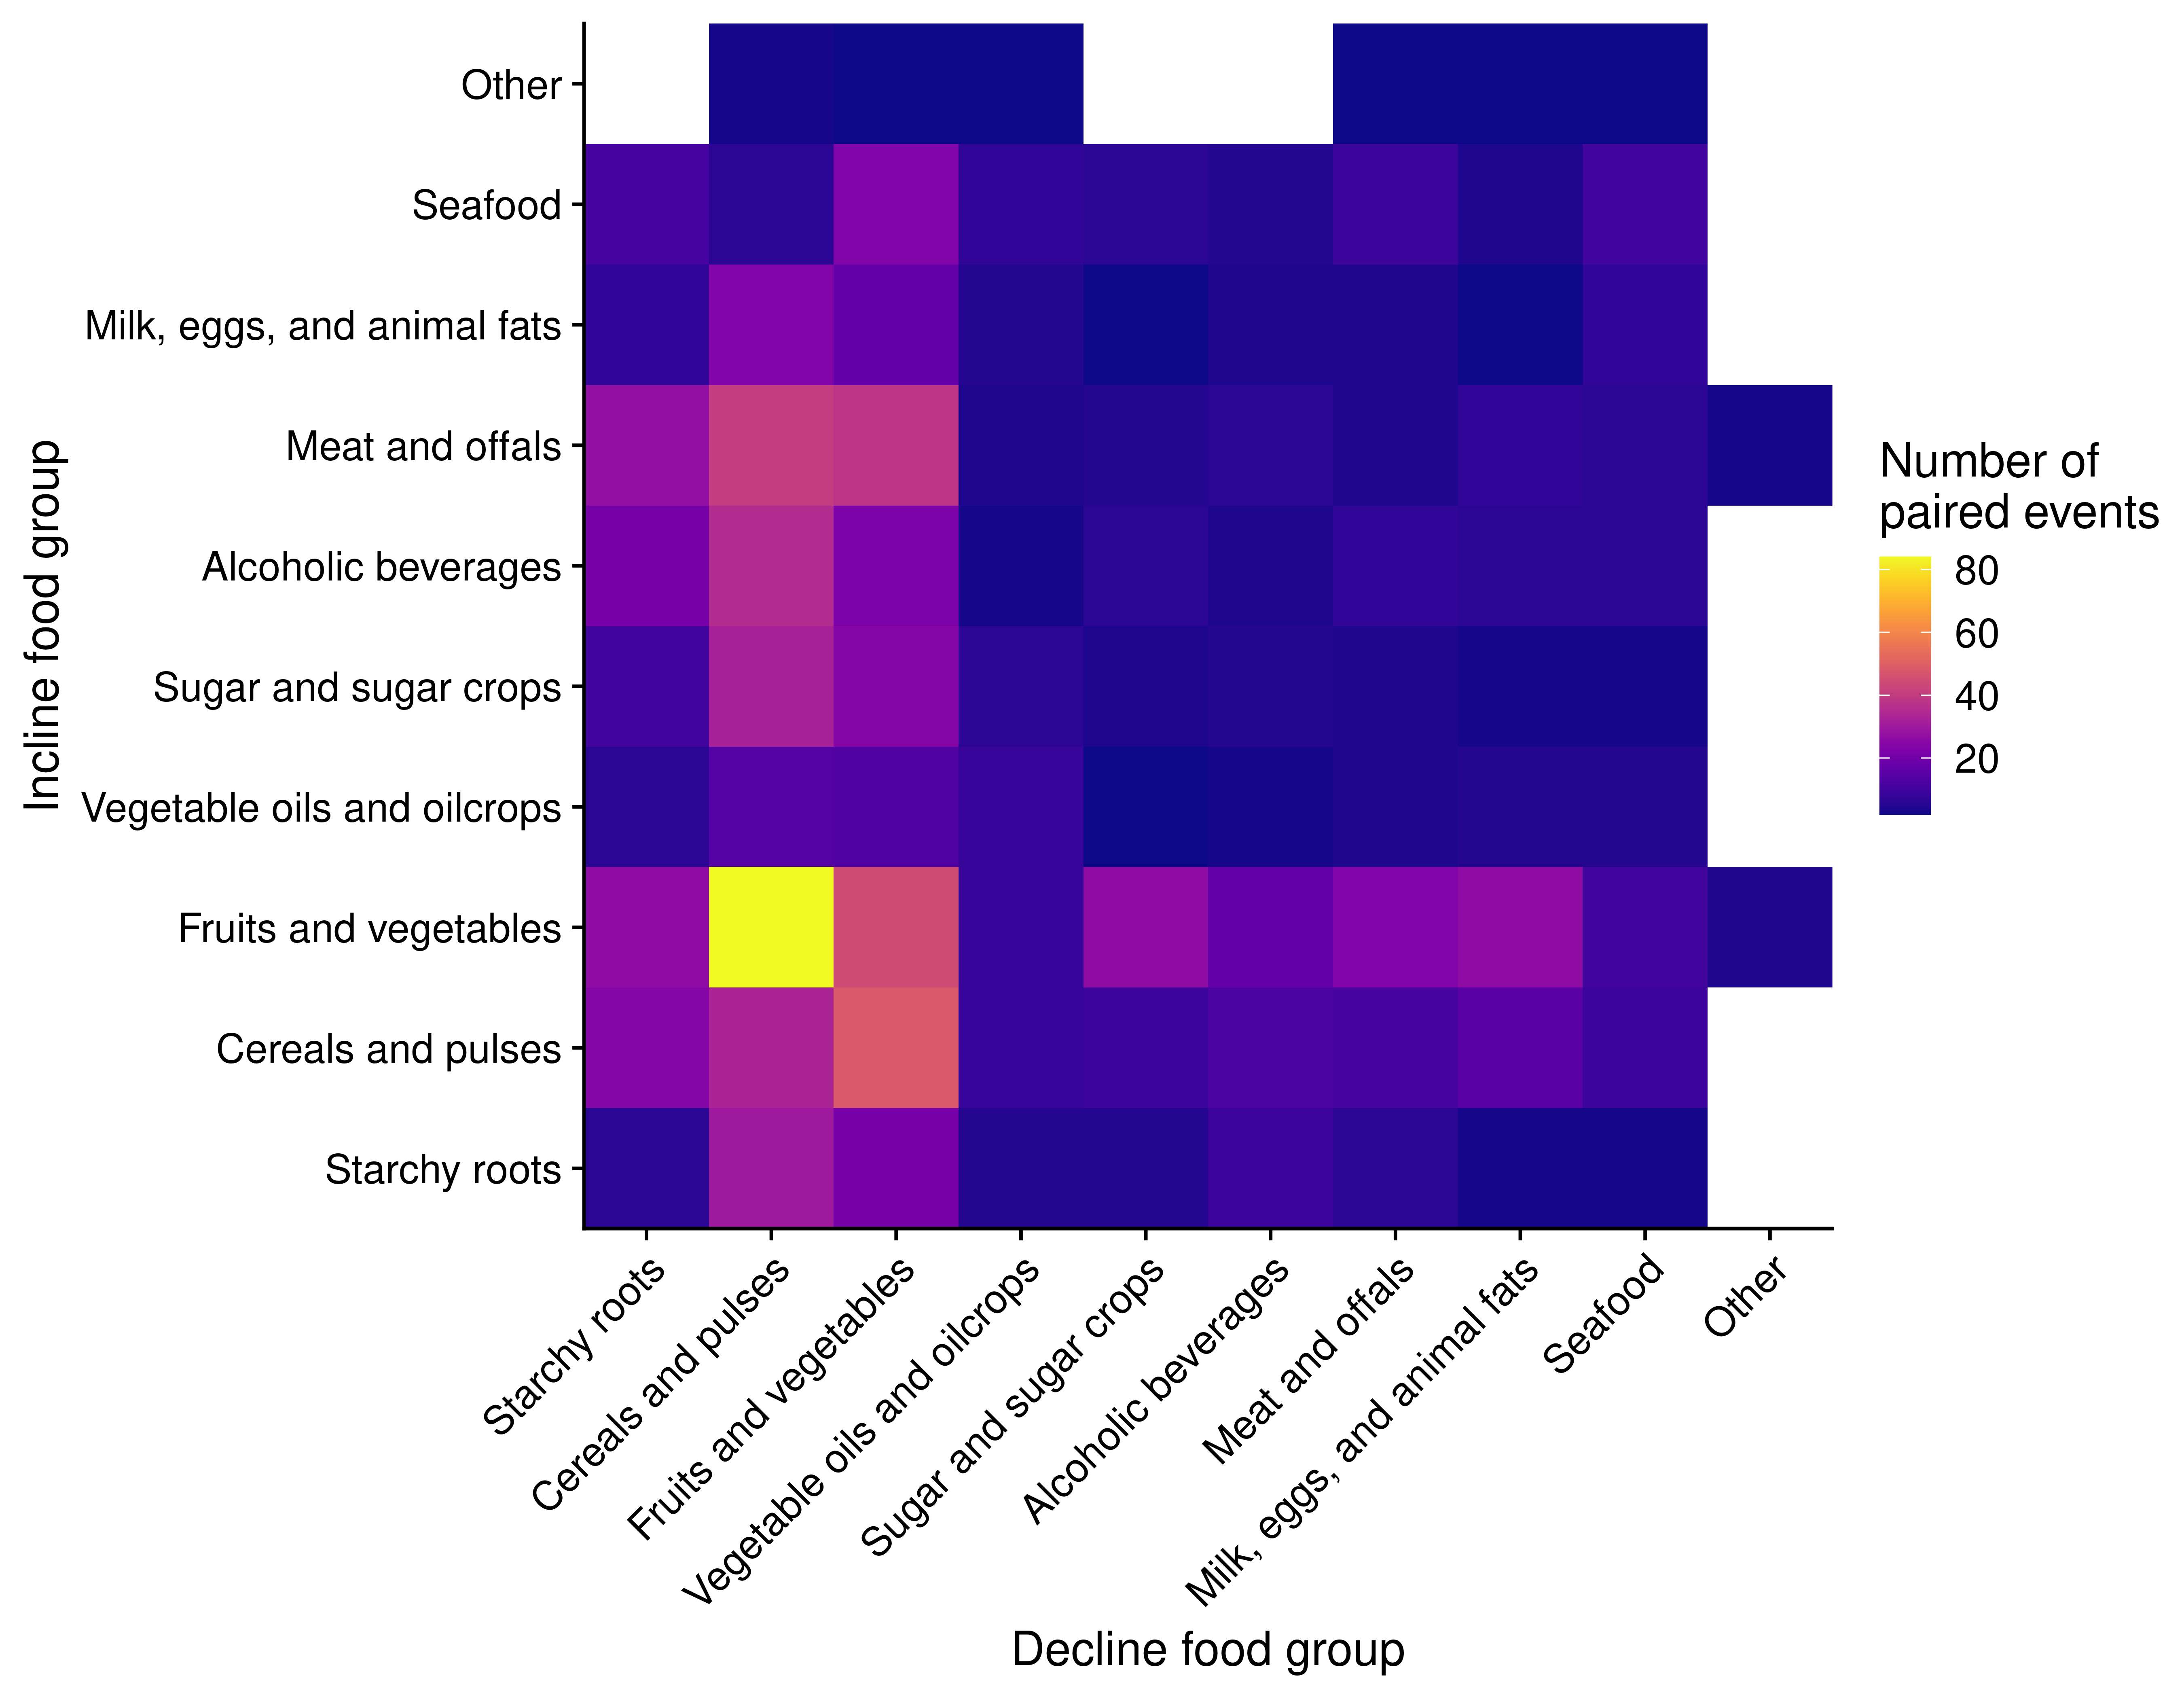 Incline food group
Other
Seafood
Milk, eggs, and animal fats
Meat and offals
Alcoholic beverages
Sugar and sugar crops
Vegetable oils and oilcrops
Fruits and vegetables
Cereals and pulses
Starchy roots
Starchy roots
Cereals and pulses
Fruits and vegetables
Vegetable oils and oilcrops
Sugar and sugar crops
Alcoholic beverages
Meat and offals
Milk, eggs, and animal fats
Seafood
Other
Decline food group
Number of
paired events
80
60
40
20